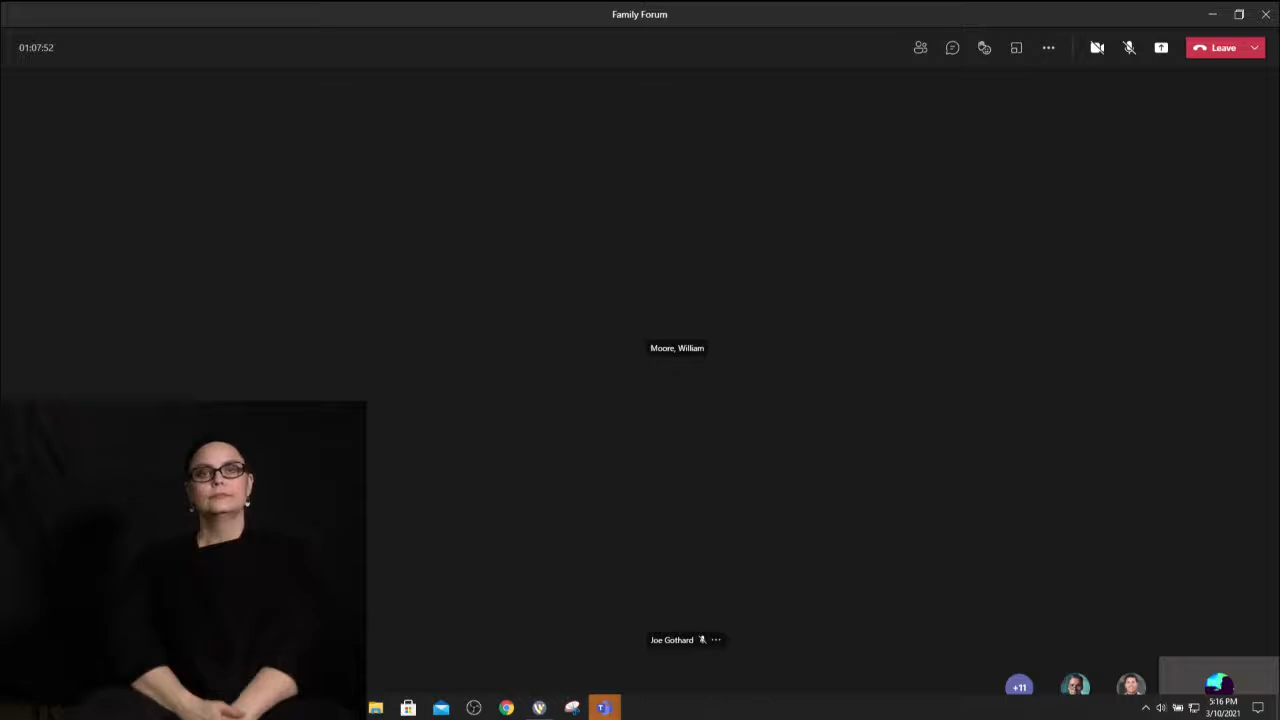 Family Forum
01:07:52
Leave
Moore, William
Joe Gothard
+11
5:16 PM
3/10/2021